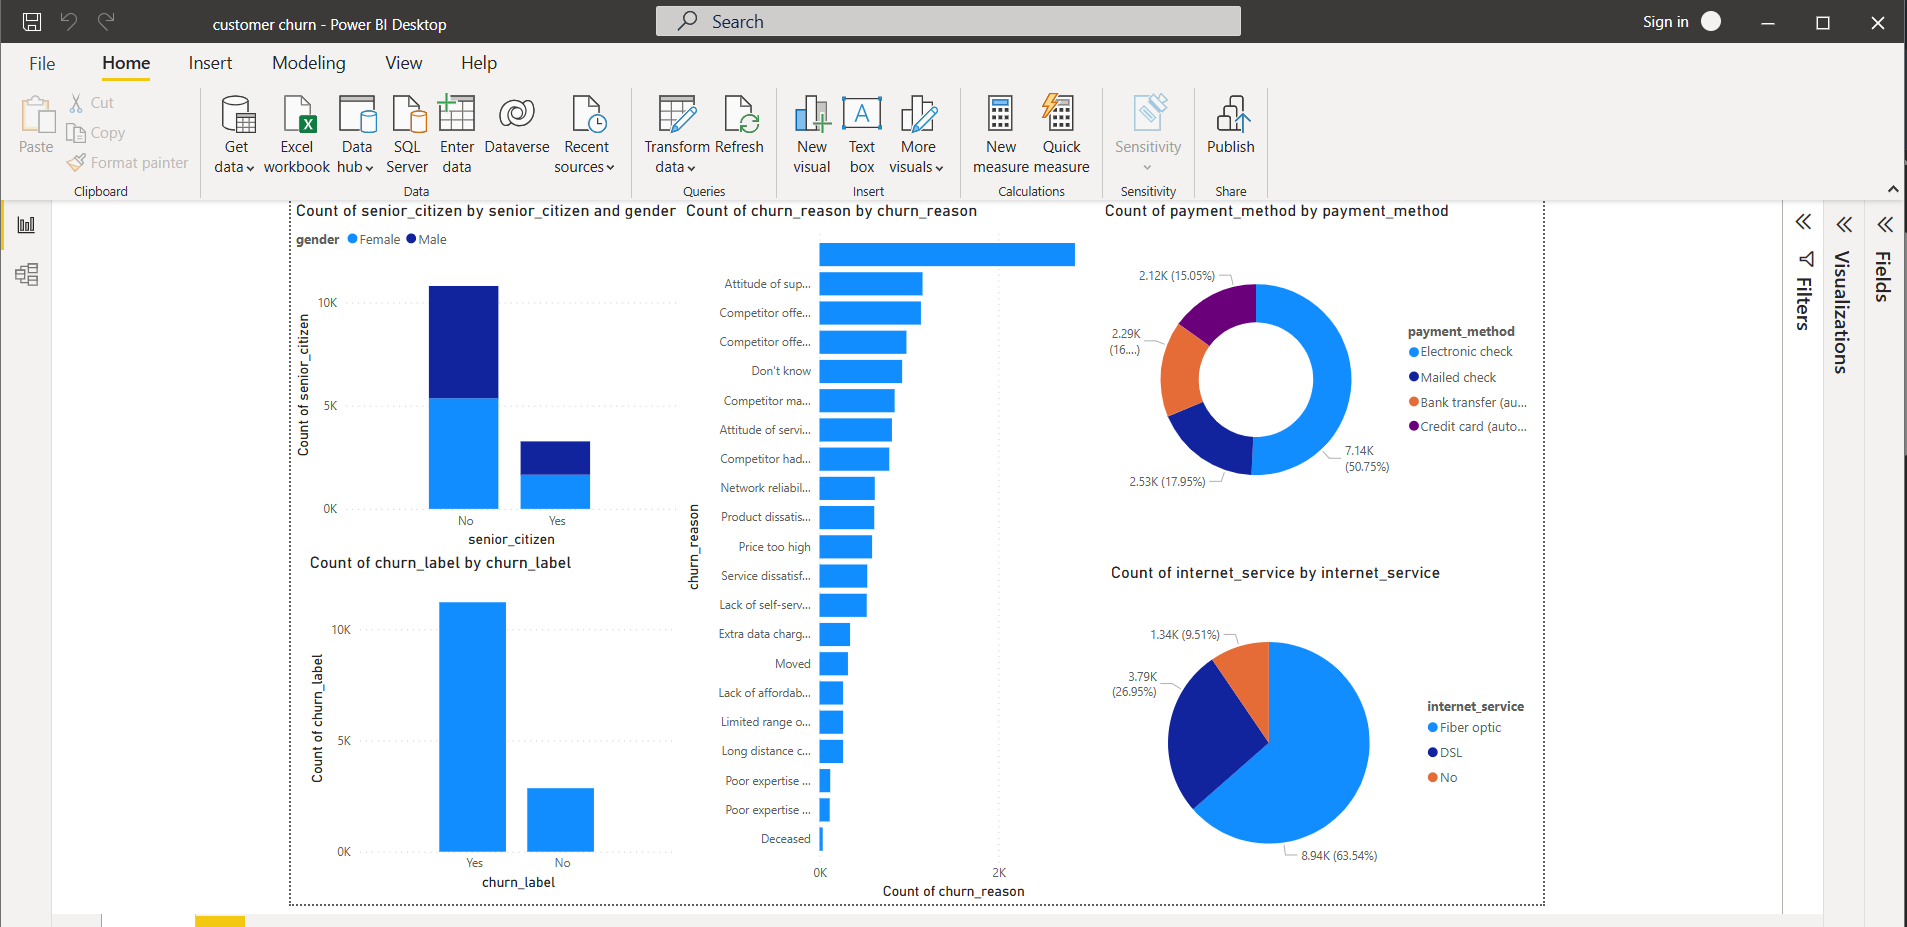 customer churn - Power BI Desktop
Search
Sign in
File
Home
Insert
Modeling
View
Help
Paste
Cut
Copy
Format painter
Clipboard
Get data
Excel workbook
Data hub
SQL Server
Enter data
Dataverse
Recent sources
Data
Transform data
Refresh
Queries
New visual
Text box
More visuals
Insert
New measure
Quick measure
Calculations
Sensitivity
Sensitivity
Publish
Share
Count of senior_citizen by senior_citizen and gender
gender
Female
Male
Count of senior_citizen
10K
5K
0K
No
Yes
senior_citizen
Count of churn_label by churn_label
Count of churn_label
10K
5K
0K
Yes
No
churn_label
Count of churn_reason by churn_reason
churn_reason
Attitude of sup...
Competitor offe...
Competitor offe...
Don't know
Competitor ma...
Attitude of servi...
Competitor had...
Network reliabil...
Product dissatis...
Price too high
Service dissatisf...
Lack of self-serv...
Extra data charg...
Moved
Lack of affordab...
Limited range o...
Long distance c...
Poor expertise ...
Poor expertise ...
Deceased
0K
2K
Count of churn_reason
Count of payment_method by payment_method
2.12K (15.05%)
2.29K
(16....)
2.53K (17.95%)
7.14K
(50.75%)
payment_method
Electronic check
Mailed check
Bank transfer (au...
Credit card (auto...
Count of internet_service by internet_service
1.34K (9.51%)
3.79K
(26.95%)
8.94K (63.54%)
internet_service
Fiber optic
DSL
No
Filters
Visualizations
Fields